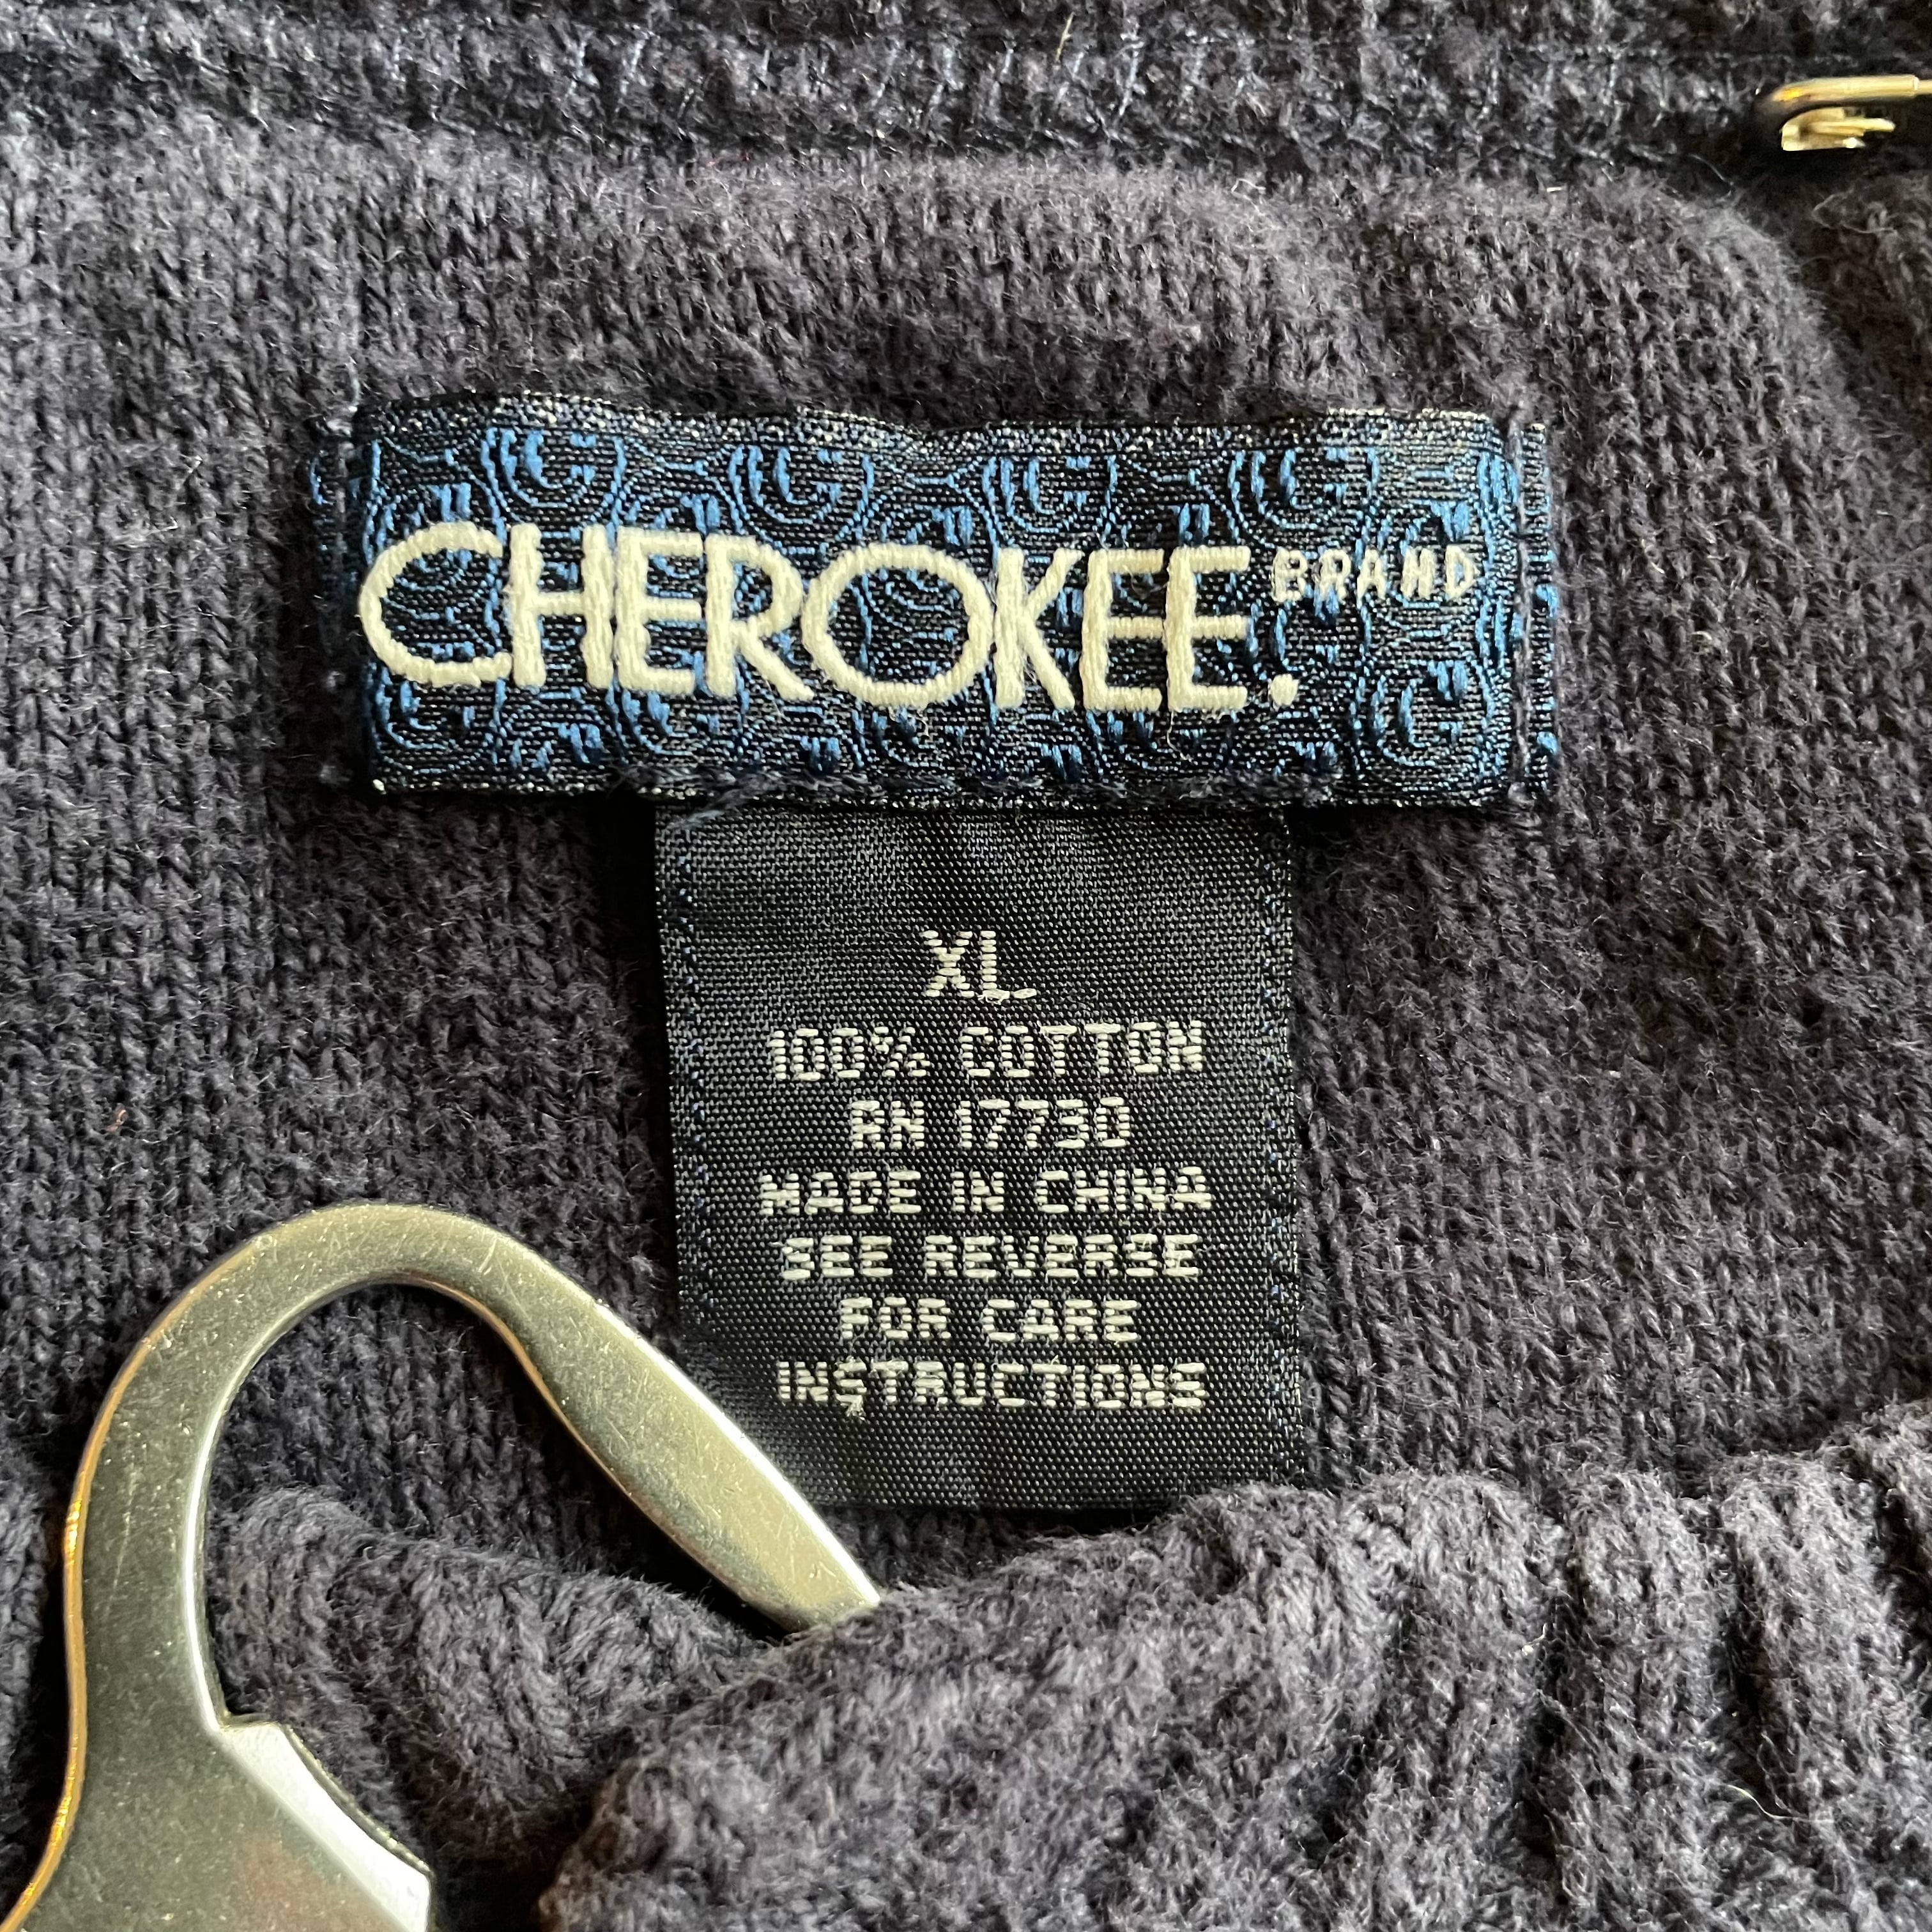 CHEROKEE. BRAND
XL
100% COTTON
RN 17730
MADE IN CHINA
SEE REVERSE
FOR CARE
INSTRUCTIONS